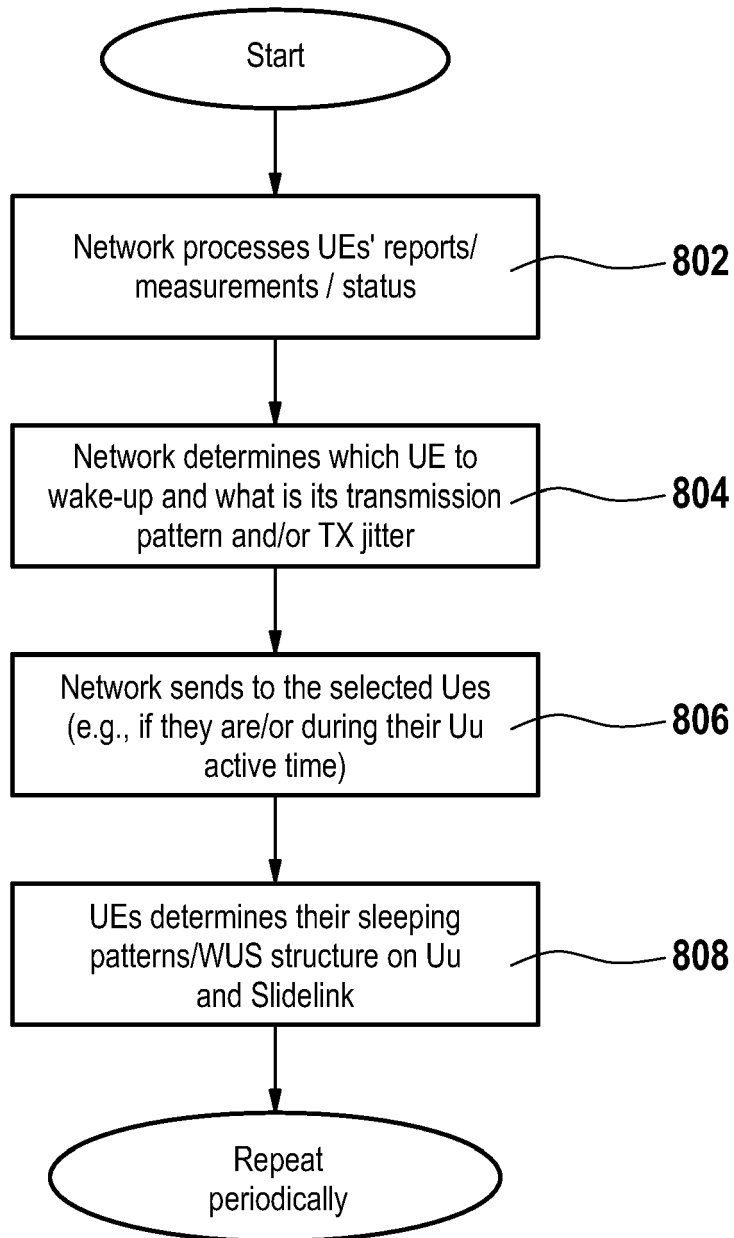 Start
Network processes UEs' reports/
measurements / status
802
Network determines which UE to
wake-up and what is its transmission
pattern and/or TX jitter
804
Network sends to the selected Ues
(e.g., if they are/or during their Uu
active time)
806
UEs determines their sleeping
patterns/WUS structure on Uu
and Slidelink
808
Repeat
periodically